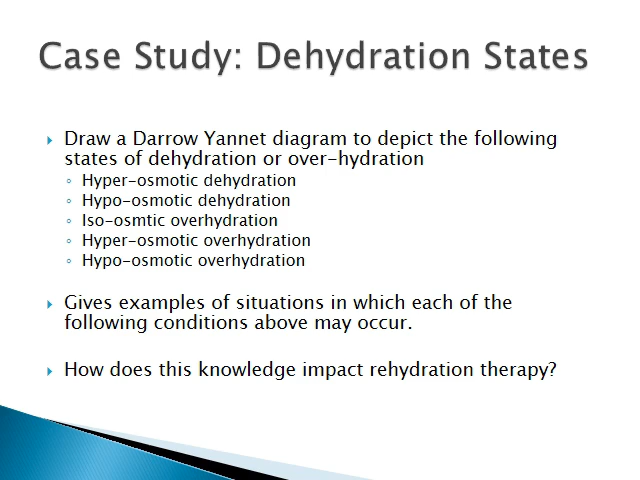 Case Study: Dehydration States
Draw a Darrow Yannet diagram to depict the following
states of dehydration or over-hydration
Hyper-osmotic dehydration
Hypo-osmotic dehydration
Iso-osmtic overhydration
Hyper-osmotic overhydration
Hypo-osmotic overhydration
Gives examples of situations in which each of the
following conditions above may occur.
How does this knowledge impact rehydration therapy?